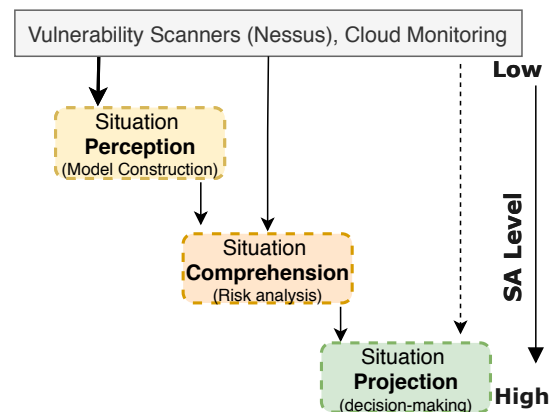 Vulnerability Scanners (Nessus), Cloud Monitoring
Low
Situation
Perception
(Model Construction)
Situation
Comprehension
(Risk analysis)
SA Level
Situation
Projection
(decision-making)
High